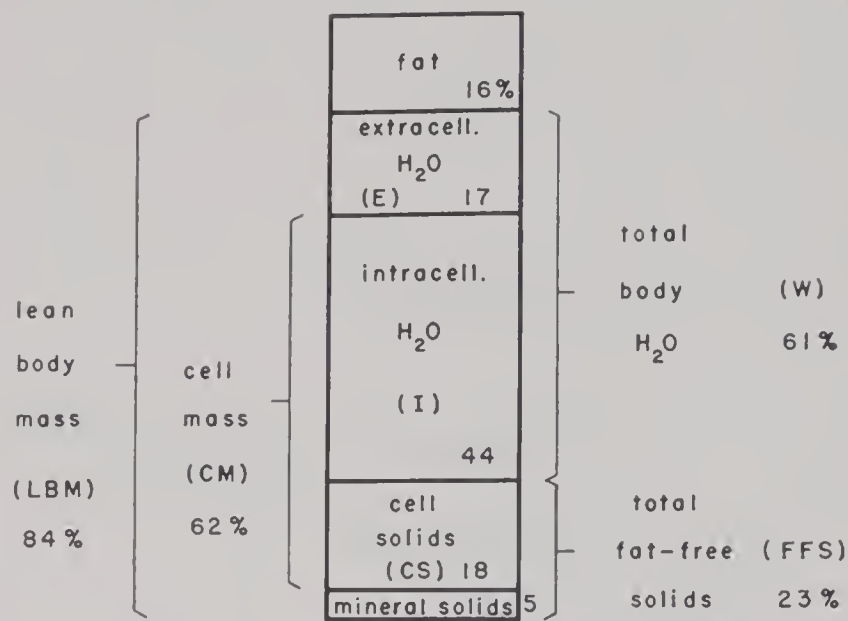 fat
16%
extracell.
H₂O
(E) 17
intracell.
H₂O
(I)
44
cell
solids
(CS) 18
mineral solids 5
lean
body
mass
(LBM)
84%
cell
mass
(CM)
62%
total
body (W)
H₂O 61%
total
fat-free (FFS)
solids 23%